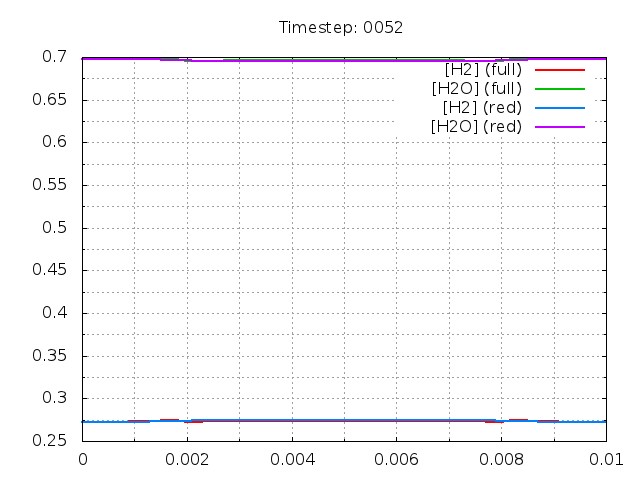 Timestep: 0052
0.7
0.65
0.6
0.55
0.5
0.45
0.4
0.35
0.3
0.25
[H2] (full)
[H2O] (full)
[H2] (red)
[H2O] (red)
0 0.002 0.004 0.006 0.008 0.01